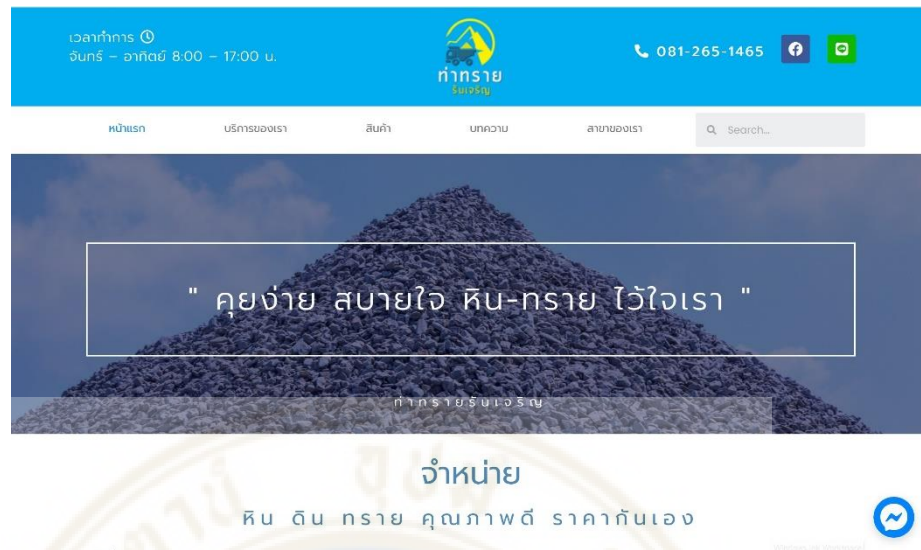 เวลาทำการ
จันทร์ – อาทิตย์ 8:00 – 17:00 น.
ท่าทราย
รับเจริญ
081-265-1465
หน้าแรก
บริการของเรา
สินค้า
บทความ
สาขาของเรา
Search...
" คุยง่าย สบายใจ หิน-ทราย ไว้ใจเรา "
ท่าทรายรับเจริญ
จำหน่าย
หิน ดิน ทราย คุณภาพดี ราคากันเอง